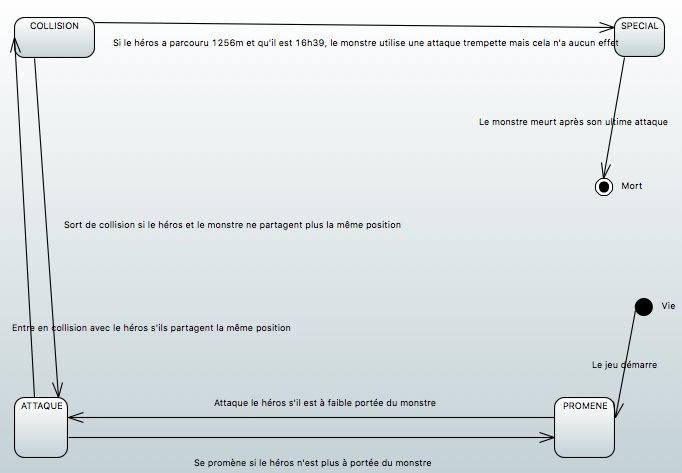 COLLISION
SPECIAL
Si le héros a parcouru 1256m et qu'il est 16h39, le monstre utilise une attaque trempette mais cela n'a aucun effet
Le monstre meurt après son ultime attaque
Mort
Sort de collision si le héros et le monstre ne partagent plus la même position
Vie
Entre en collision avec le héros s'ils partagent la même position
Le jeu démarre
ATTAQUE
Attaque le héros s'il est à faible portée du monstre
PROMENE
Se promène si le héros n'est plus à portée du monstre